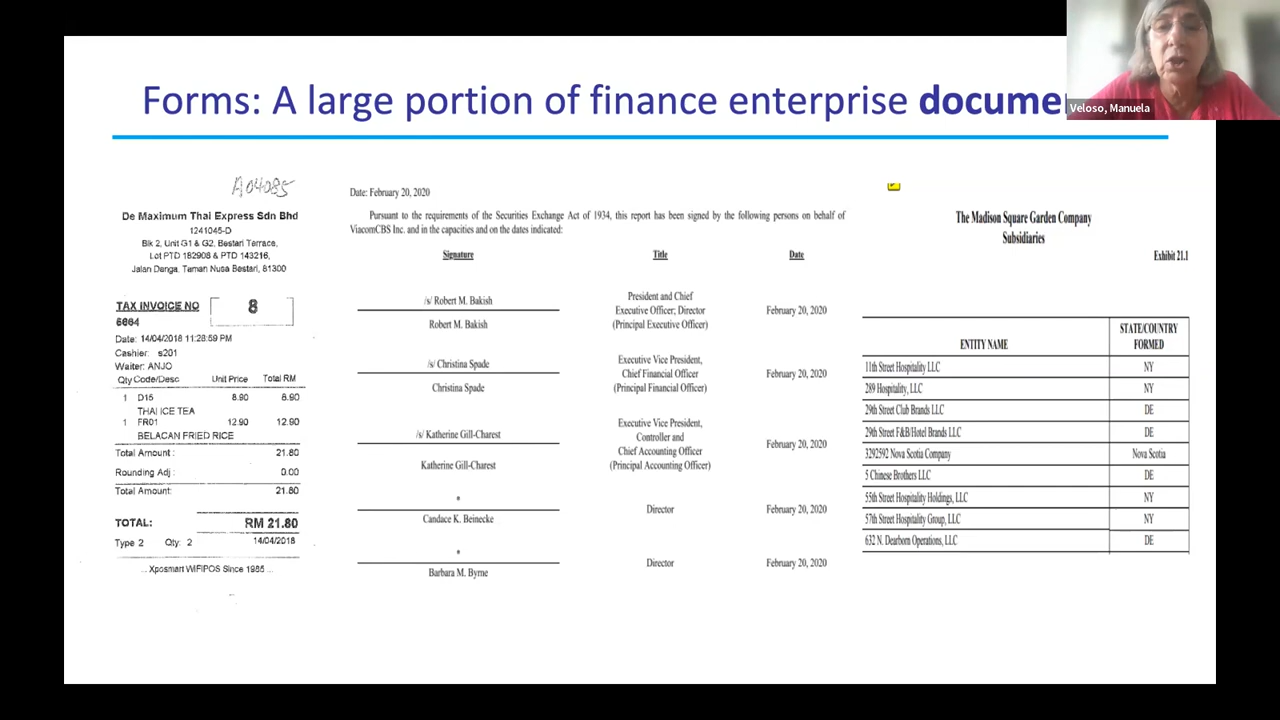 Forms: A large portion of finance enterprise docume
Veloso, Manuela
A04085
De Maximum Thai Express Sdn Bhd
1241045-D
Blk 2, Unit G1 & G2, Bestari Terrace,
Lot PTD 182908 & PTD 143216,
Jalan Danga, Taman Nusa Bestari, 81300
TAX INVOICE NO
8
5664
Date: 14/04/2018 11:28:59 PM
Cashier: s201
Waiter: ANJO
Qty Code/Desc Unit Price Total RM
1 D15 8.90 8.90
THAI ICE TEA
1 FR01 12.90 12.90
BELACAN FRIED RICE
Total Amount : 21.80
Rounding Adj : 0.00
Total Amount: 21.80
TOTAL: RM 21.80
Type 2 Qty: 2 14/04/2018
... Xposmart WIFIPOS Since 1985 ...
Date: February 20, 2020
Pursuant to the requirements of the Securities Exchange Act of 1934, this report has been signed by the following persons on behalf of
ViacomCBS Inc. and in the capacities and on the dates indicated:
Signature Title Date
/s/ Robert M. Bakish
Robert M. Bakish
President and Chief
Executive Officer; Director
(Principal Executive Officer)
February 20, 2020
/s/ Christina Spade
Christina Spade
Executive Vice President,
Chief Financial Officer
(Principal Financial Officer)
February 20, 2020
/s/ Katherine Gill-Charest
Katherine Gill-Charest
Executive Vice President,
Controller and
Chief Accounting Officer
(Principal Accounting Officer)
February 20, 2020
*
Candace K. Beinecke
Director
February 20, 2020
*
Barbara M. Byrne
Director
February 20, 2020
The Madison Square Garden Company
Subsidiaries
Exhibit 21.1
ENTITY NAME
STATE/COUNTRY
FORMED
11th Street Hospitality LLC NY
289 Hospitality, LLC NY
29th Street Club Brands LLC DE
29th Street F&B/Hotel Brands LLC DE
3292592 Nova Scotia Company Nova Scotia
5 Chinese Brothers LLC DE
55th Street Hospitality Holdings, LLC NY
57th Street Hospitality Group, LLC NY
632 N. Dearborn Operations, LLC DE